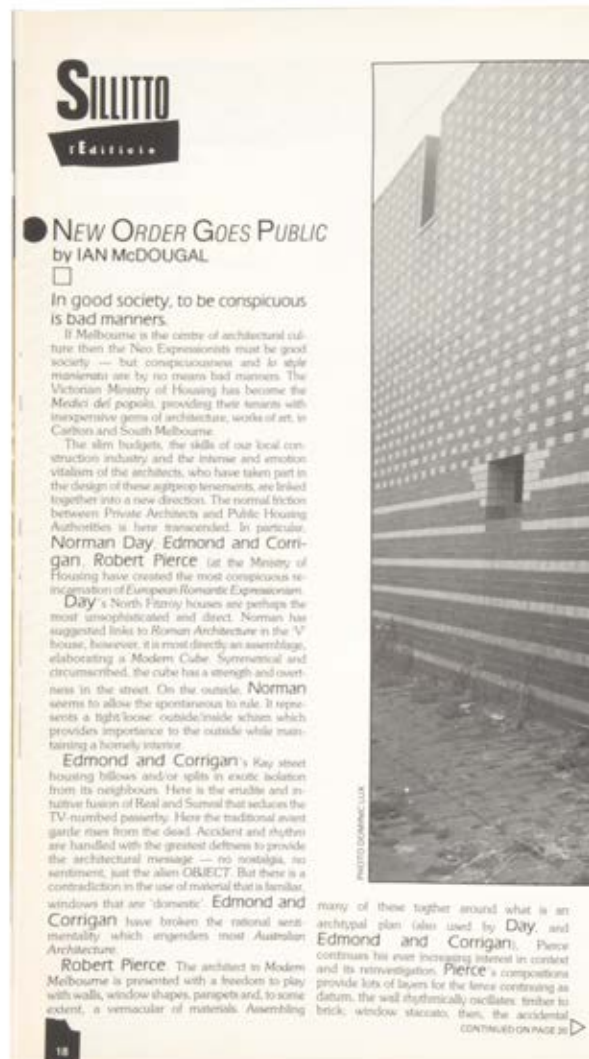 SILLITTO
l'Edificio
NEW ORDER GOES PUBLIC
by IAN McDOUGAL
In good society, to be conspicuous
is bad manners.
If Melbourne is the centre of architectural cul-
ture then the Neo Expressionists must be good
society — but conspicuousness and lo style
manierato are by no means bad manners. The
Victorian Ministry of Housing has become the
Medici del popolo, providing their tenants with
inexpensive gems of architecture, works of art, in
Carlton and South Melbourne.
The slim budgets, the skills of our local con-
struction industry and the intense and emotion
vitalism of the architects, who have taken part in
the design of these agitprop tenements, are linked
together into a new direction. The normal friction
between Private Architects and Public Housing
Authorities is here transcended. In particular,
Norman Day, Edmond and Corri-
gan, Robert Pierce (at the Ministry of
Housing have created the most conspicuous re-
incarnation of European Romantic Expressionism.
Day's North Fitzroy houses are perhaps the
most unsophisticated and direct. Norman has
suggested links to Roman Architecture in the 'V'
house, however, it is most directly an assemblage,
elaborating a Modern Cube. Symmetrical and
circumscribed, the cube has a strength and overt-
ness in the street. On the outside, Norman
seems to allow the spontaneous to rule. It repre-
sents a tight/loose: outside/inside schism which
provides importance to the outside while main-
taining a homely interior.
Edmond and Corrigan's Kay street
housing billows and/or splits in exotic isolation
from its neighbours. Here is the erudite and in-
tuitive fusion of Real and Surreal that seduces the
TV-numbed passerby. Here the traditional avant
garde rises from the dead. Accident and rhythm
are handled with the greatest deftness to provide
the architectural message — no nostalgia, no
sentiment, just the alien OBJECT. But there is a
contradiction in the use of material that is familiar,
windows that are 'domestic'. Edmond and
Corrigan have broken the rational senti-
mentality which engenders most Australian
Architecture.
Robert Pierce. The architect in Modern
Melbourne is presented with a freedom to play
with walls, window shapes, parapets and, to some
extent, a vernacular of materials. Assembling
PHOTO DOMINIC LUX
many of these togther around what is an
archtypal plan (also used by Day, and
Edmond and Corrigan), Pierce
continues his ever increasing interest in context
and its reinvestigation. Pierce's compositions
provide lots of layers for the fence continuing as
datum, the wall rhythmically oscillates timber to
brick; window staccato, then, the accidental
CONTINUED ON PAGE 20
18